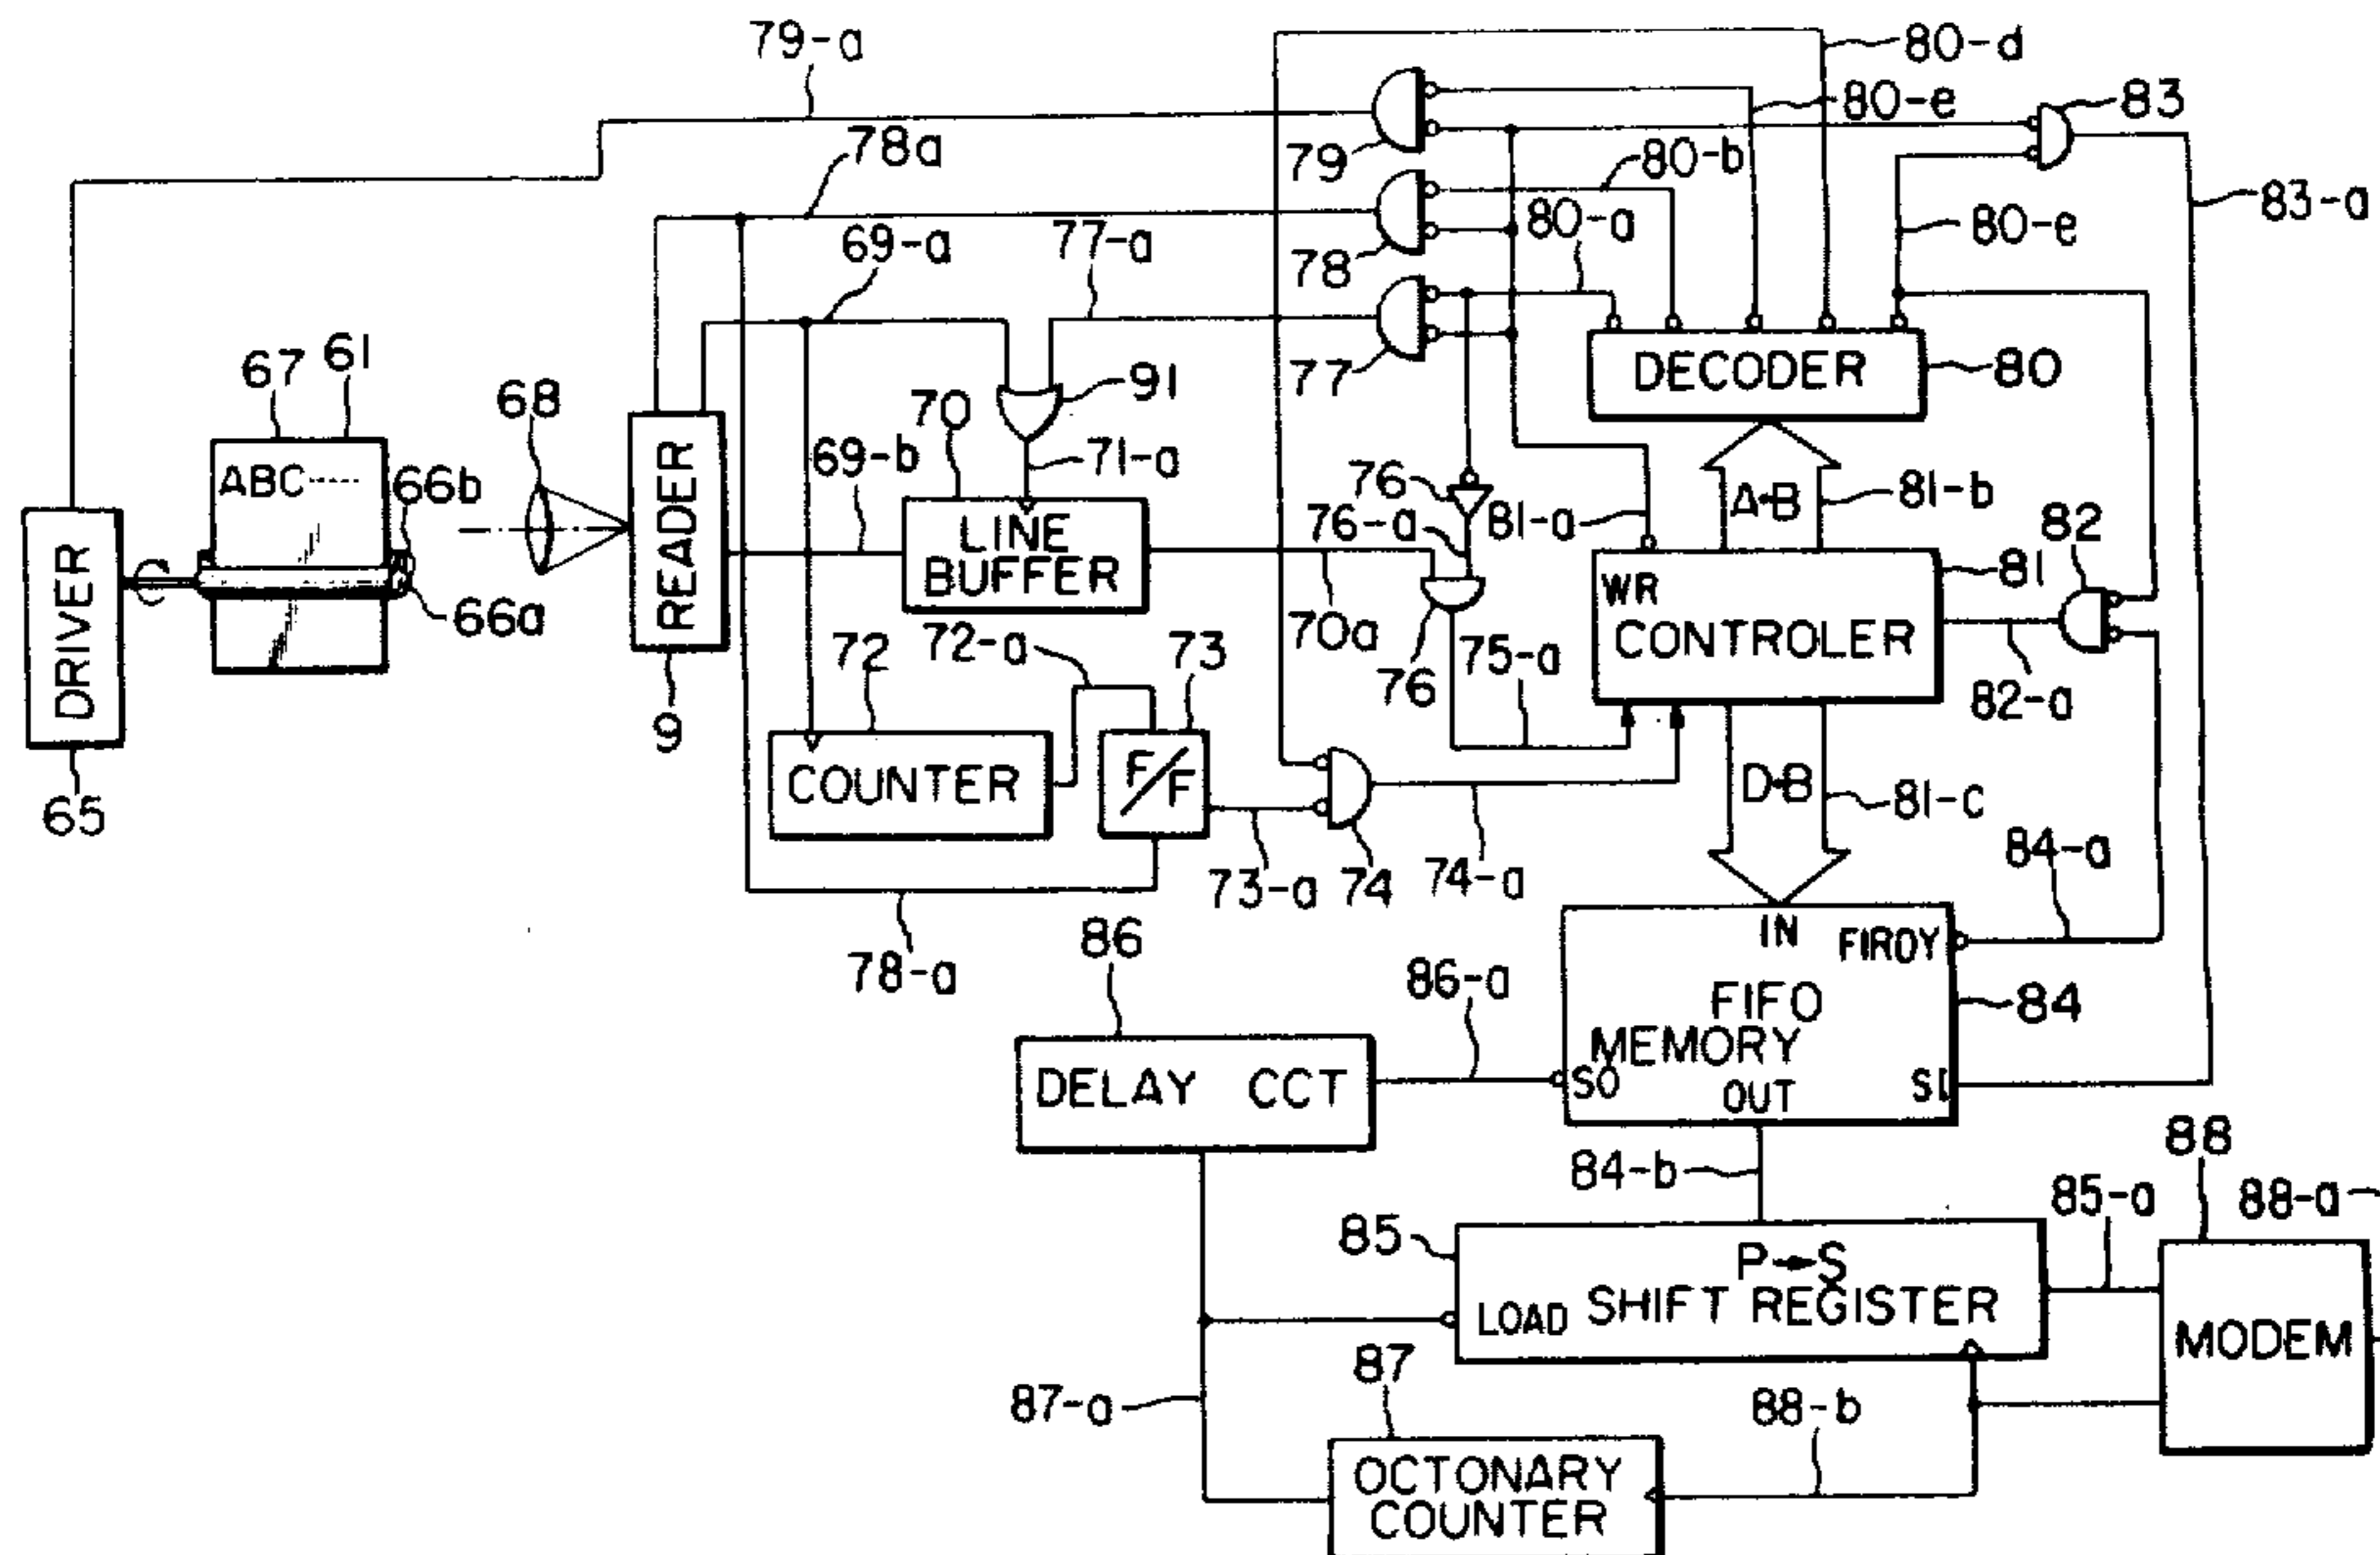 79-a
80-d
80-e
83
78a
79
80-b
83-a
69-a
77-a
80-a
80-e
78
67
61
68
70
91
77
DECODER
80
ABC
66b
69-b
71-a
76
81-a
A-B
81-b
82
DRIVER
READER
LINE
BUFFER
76-a
WR
81
CONTROLER
66a
72
72-a
73
70a
76
75-a
82-a
9
COUNTER
F/F
D-B
81-c
65
73-a
74
74-a
84-a
78-a
86
86-a
IN
FIRDY
FIFO
MEMORY
84
DELAY CCT
SO
OUT
SI
84-b
88
85
85-a
88-a
P→S
LOAD
SHIFT REGISTER
MODEM
87-a
87
88-b
OCTONARY
COUNTER